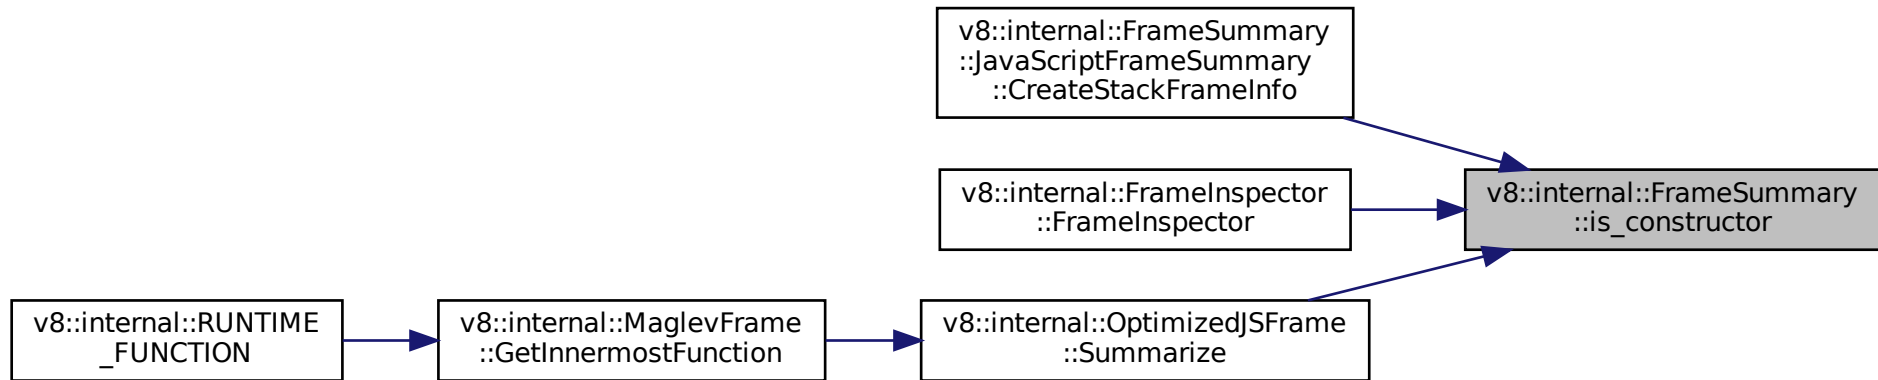 v8::internal::FrameSummary
::JavaScriptFrameSummary
::CreateStackFrameInfo
v8::internal::FrameInspector
::FrameInspector
v8::internal::FrameSummary
::is_constructor
v8::internal::RUNTIME
_FUNCTION
v8::internal::MaglevFrame
::GetInnermostFunction
v8::internal::OptimizedJSFrame
::Summarize